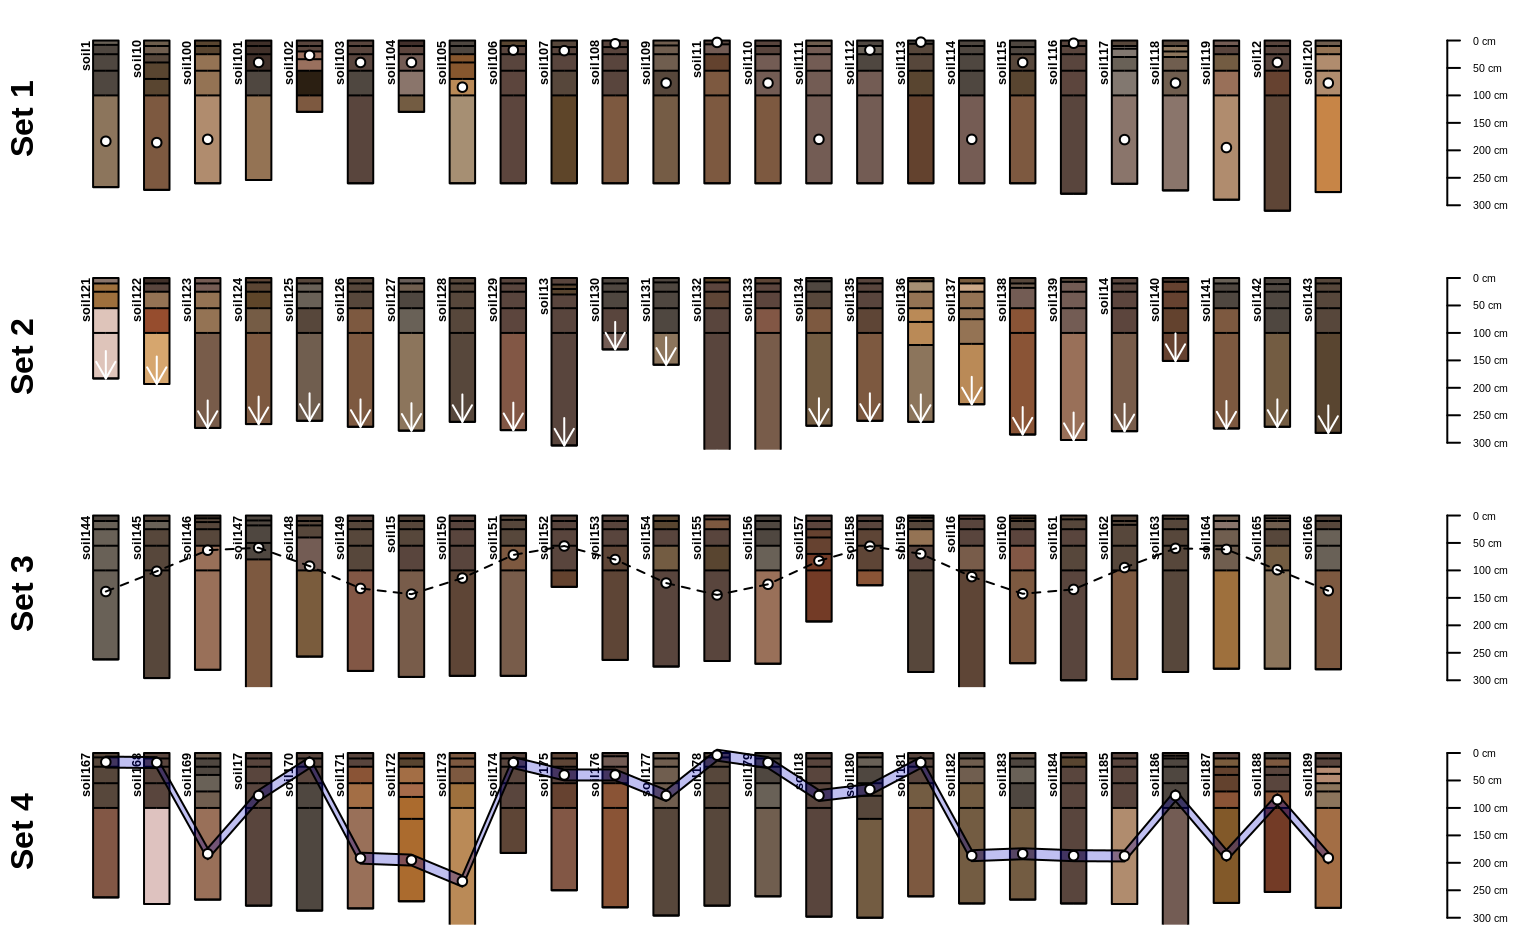 Set 1
soil1 soil10 soil100 soil101 soil102 soil103 soil104 soil105 soil106 soil107 soil108 soil109 soil11 soil110 soil111 soil112 soil113 soil114 soil115 soil116 soil117 soil118 soil119 soil12 soil120
0 cm
50 cm
100 cm
150 cm
200 cm
250 cm
300 cm
Set 2
soil121 soil122 soil123 soil124 soil125 soil126 soil127 soil128 soil129 soil13 soil130 soil131 soil132 soil133 soil134 soil135 soil136 soil137 soil138 soil139 soil14 soil140 soil141 soil142 soil143
0 cm
50 cm
100 cm
150 cm
200 cm
250 cm
300 cm
Set 3
soil144 soil145 soil146 soil147 soil148 soil149 soil15 soil150 soil151 soil152 soil153 soil154 soil155 soil156 soil157 soil158 soil159 soil16 soil160 soil161 soil162 soil163 soil164 soil165 soil166
0 cm
50 cm
100 cm
150 cm
200 cm
250 cm
300 cm
Set 4
soil167 soil168 soil169 soil17 soil170 soil171 soil172 soil173 soil174 soil175 soil176 soil177 soil178 soil179 soil18 soil180 soil181 soil182 soil183 soil184 soil185 soil186 soil187 soil188 soil189
0 cm
50 cm
100 cm
150 cm
200 cm
250 cm
300 cm